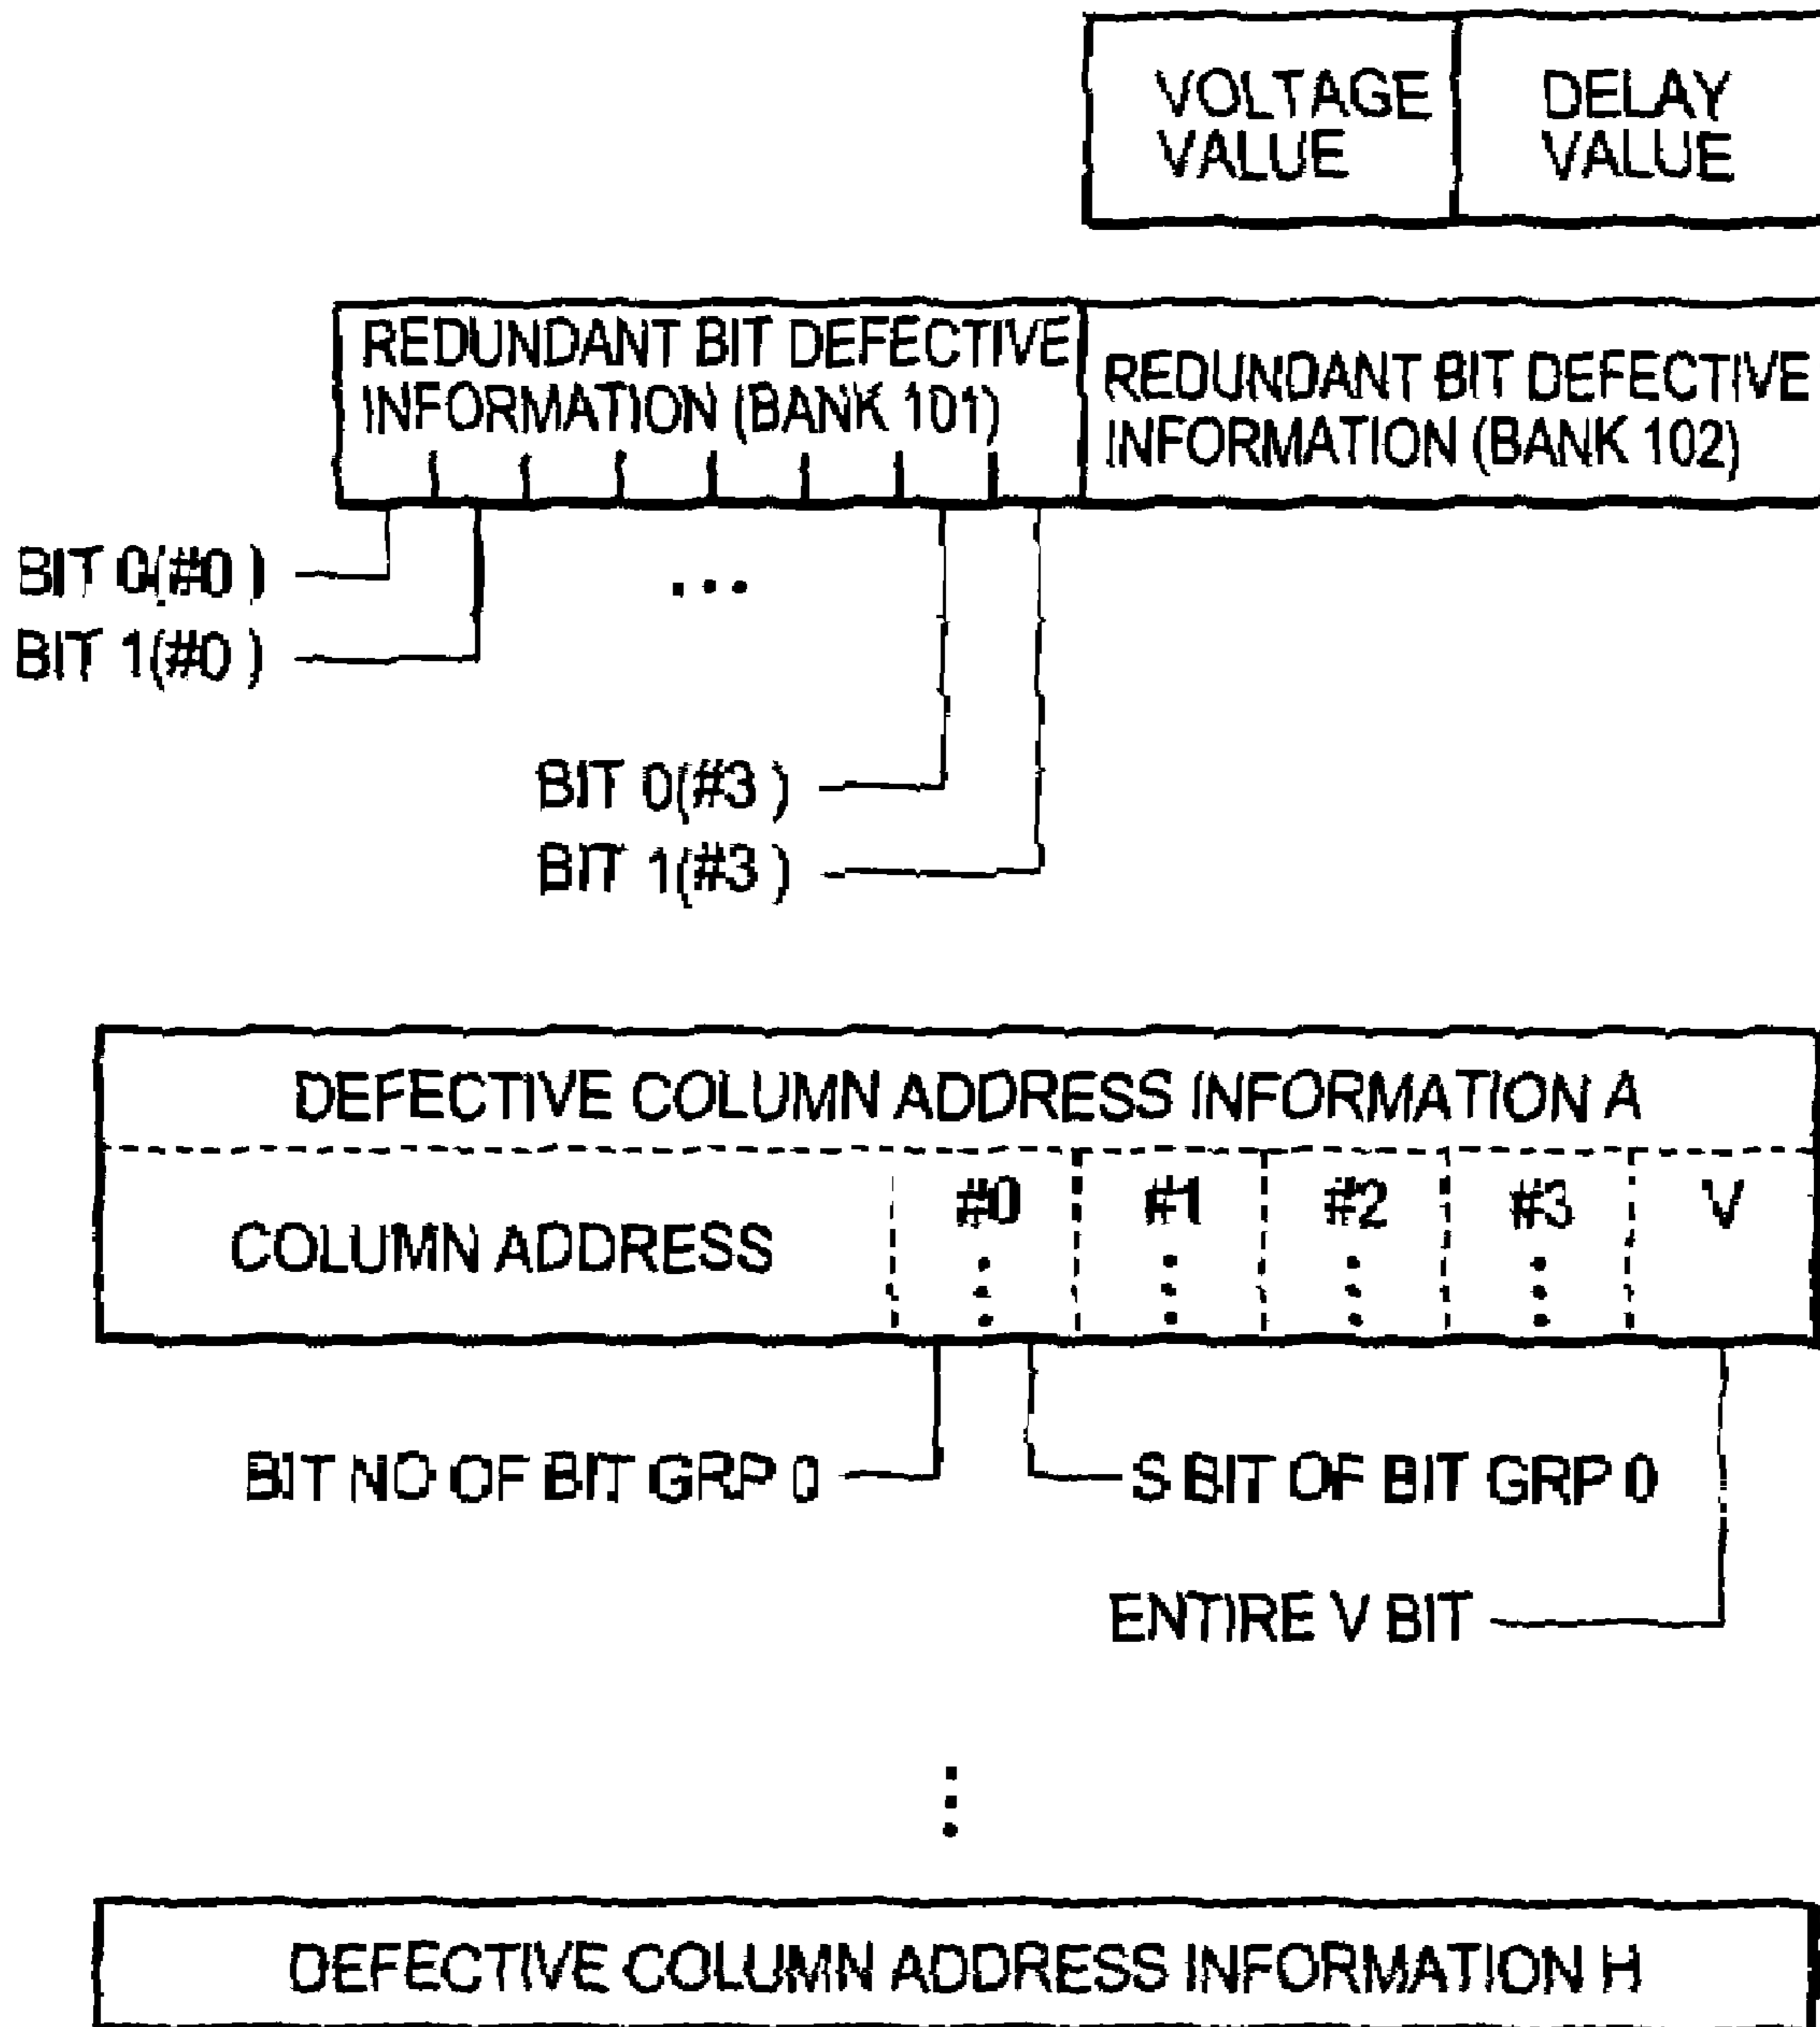 VOLTAGE VALUE
DELAY VALUE
REDUNDANT BIT DEFECTIVE
INFORMATION (BANK 101)
REDUNDANT BIT DEFECTIVE
INFORMATION (BANK 102)
BIT 0(#0)
...
BIT 1(#0)
BIT 0(#3)
BIT 1(#3)
DEFECTIVE COLUMN ADDRESS INFORMATION A
COLUMN ADDRESS
#0
#1
#2
#3
V
BIT NO OF BIT GRP 0
S BIT OF BIT GRP 0
ENTIRE V BIT
DEFECTIVE COLUMN ADDRESS INFORMATION H